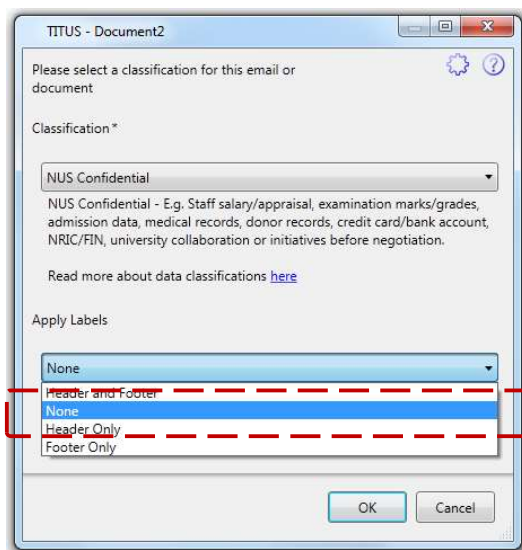 TITUS - Document2
Please select a classification for this email or
document
Classification *
NUS Confidential
NUS Confidential - E.g. Staff salary/appraisal, examination marks/grades,
admission data, medical records, donor records, credit card/bank account,
NRIC/FIN, university collaboration or initiatives before negotiation.
Read more about data classifications here
Apply Labels
None
Header and Footer
None
Header Only
Footer Only
OK
Cancel